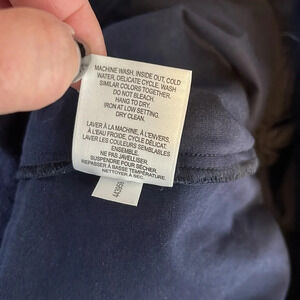 MACHINE WASH, INSIDE OUT, COLD
WATER, DELICATE CYCLE. WASH
SIMILAR COLORS TOGETHER.
DO NOT BLEACH.
HANG TO DRY.
IRON AT LOW SETTING.
DRY CLEAN.
LAVER À LA MACHINE, À L'ENVERS,
À L'EAU FROIDE, CYCLE DÉLICAT.
LAVER LES COULEURS SEMBLABLES
ENSEMBLE.
NE PAS JAVELLISER.
SUSPENDRE POUR SÉCHER.
REPASSER À BASSE TEMPÉRATURE.
NETTOYER À SEC.